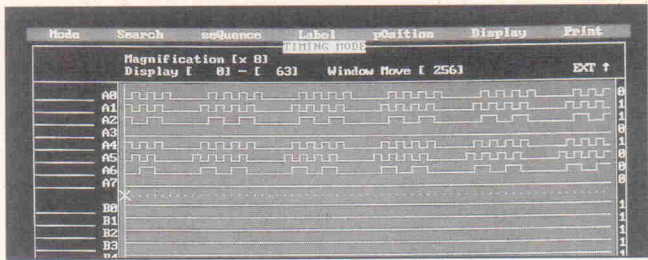 Mode Search seQuence Label pOsition Display Print
TIMING MODE
Magnification [x 8]
Display [ 0] - [ 63] Window Move [ 256] EXT ↑
A0 0
A1 1
A2 1
A3 0
A4 1
A5 0
A6 0
A7 0
B0 1
B1 1
B2 1
B3 1
B4 1